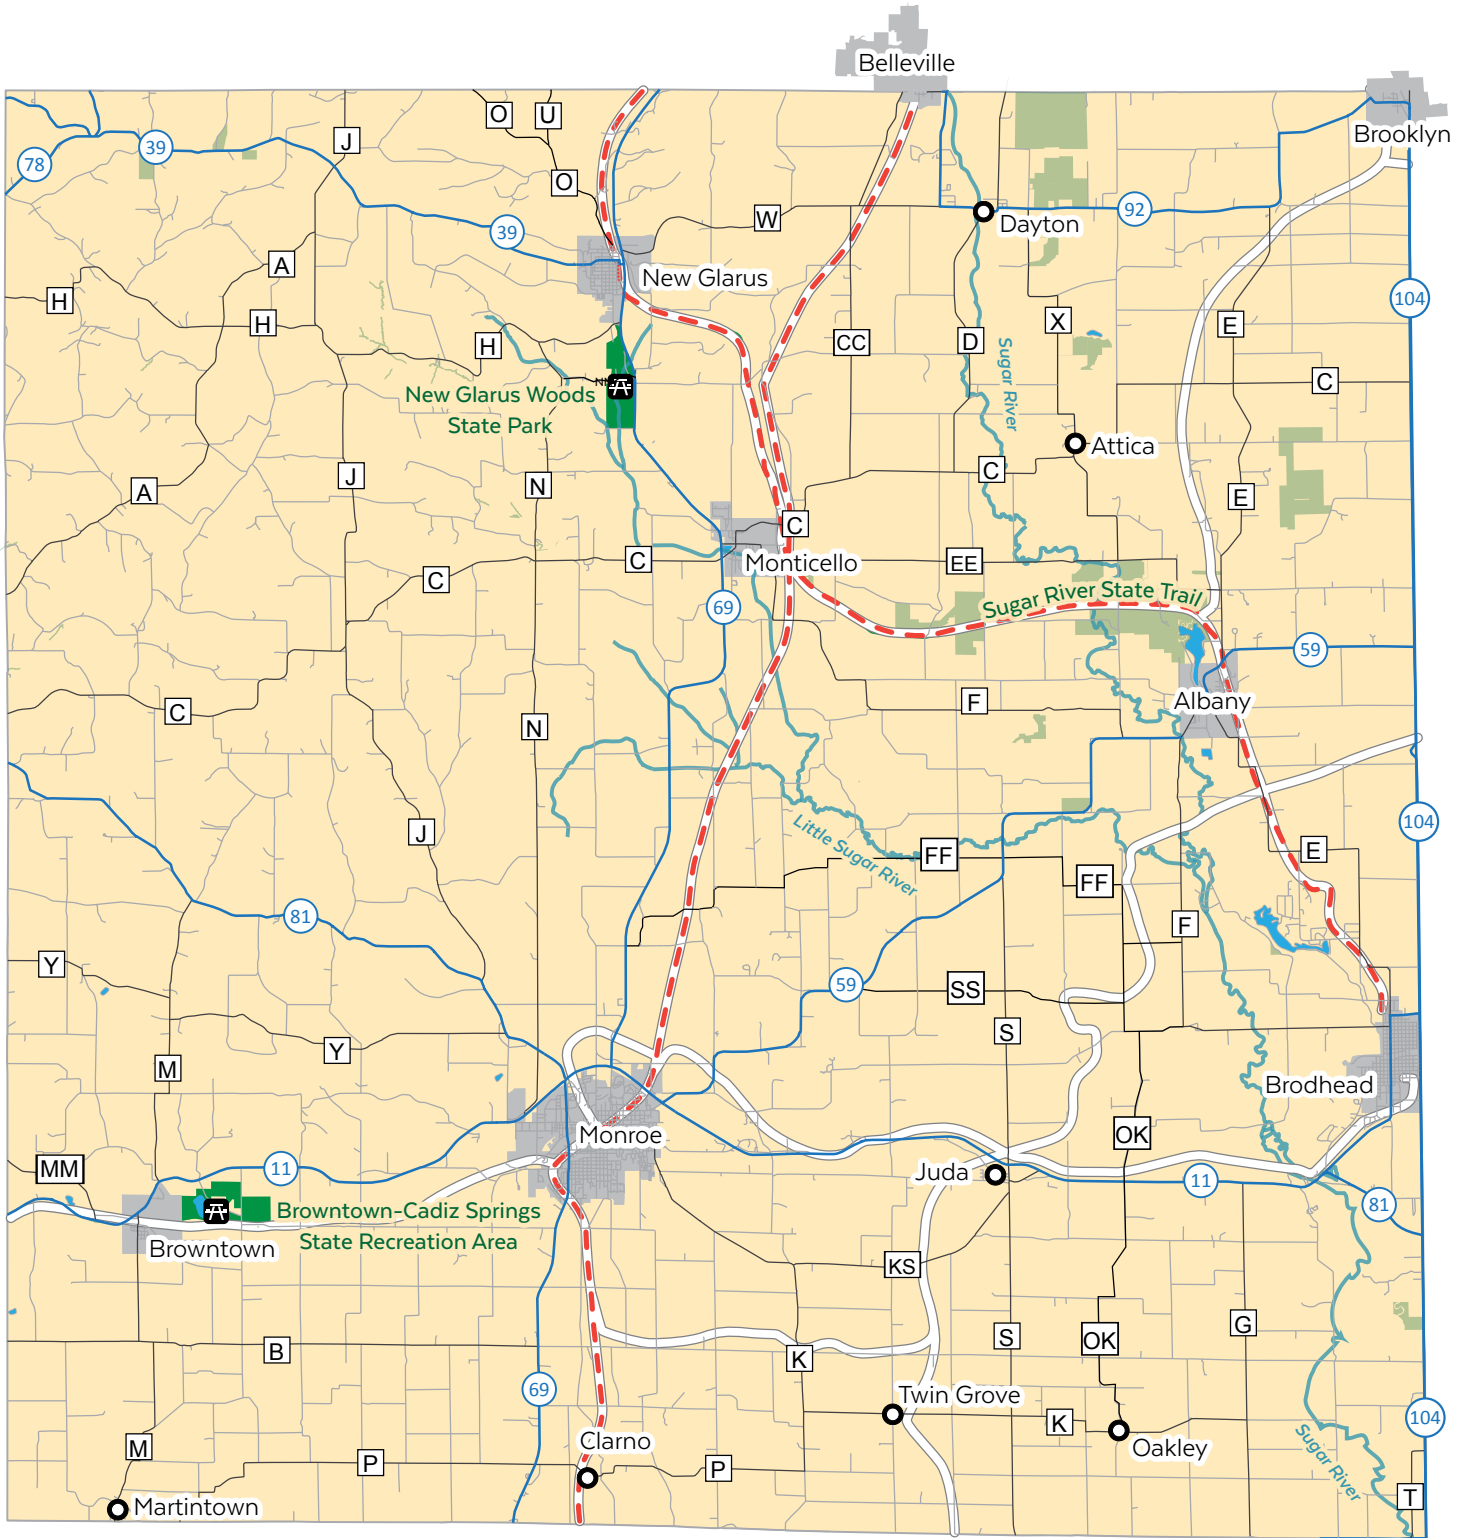 Belleville
Brooklyn
O
U
J
39
78
O
W
92
Dayton
39
A
New Glarus
H
104
H
X
E
H
CC
D
Sugar River
C
New Glarus Woods
State Park
Attica
J
C
N
A
E
C
C
Monticello
EE
C
Sugar River State Trail
69
59
C
F
Albany
N
J
Little Sugar River
104
FF
E
FF
81
F
Y
59
SS
S
Y
M
Brodhead
Monroe
OK
MM
11
Juda
11
81
Browntown-Cadiz Springs
State Recreation Area
Browntown
KS
B
K
S
OK
G
69
Twin Grove
K
104
M
Clarno
Oakley
P
P
Sugar River
T
Martintown